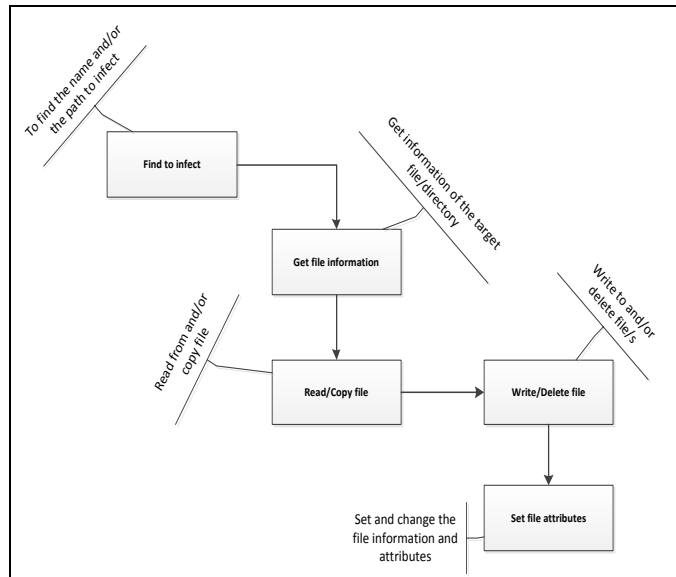 To find the name and/or
the path to infect
Find to infect
Get information of the target
file/directory
Get file information
Read from and/or
copy file
Read/Copy file
Write to and/or
delete file/s
Write/Delete file
Set file attributes
Set and change the
file information and
attributes